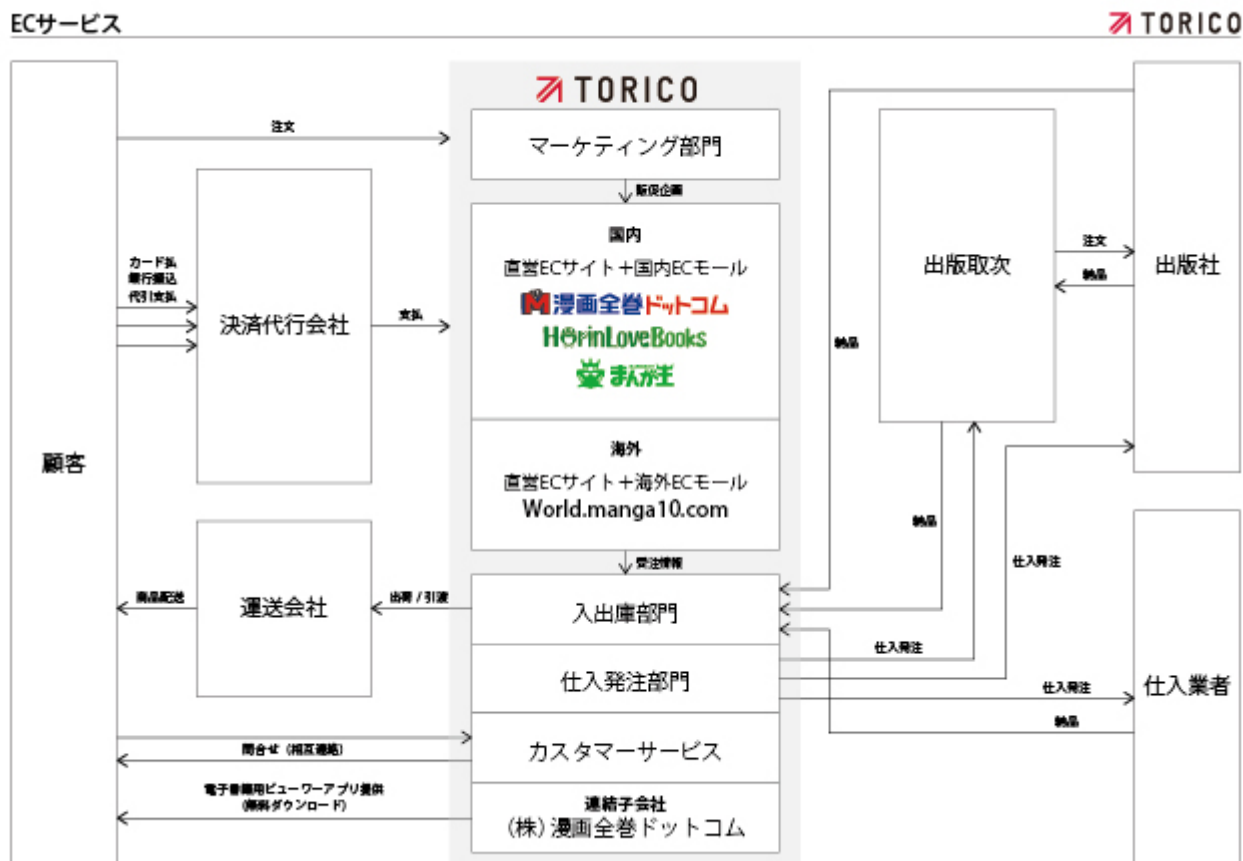 ECサービス
TORICO
TORICO
顧客
注文
カード払
銀行振込
代引支払
決済代行会社
支払
マーケティング部門
販促企画
国内
直営ECサイト＋国内ECモール
漫画全巻ドットコム
HorinLoveBooks
まんが王
海外
直営ECサイト＋海外ECモール
World.manga10.com
受注情報
商品配送
運送会社
出荷 / 引渡
入出庫部門
仕入発注部門
カスタマーサービス
連結子会社
(株) 漫画全巻ドットコム
問合せ（相互連絡）
電子書籍用ビューワーアプリ提供
(無料ダウンロード)
出版取次
注文
納品
出版社
納品
納品
仕入発注
仕入発注
仕入発注
納品
仕入業者